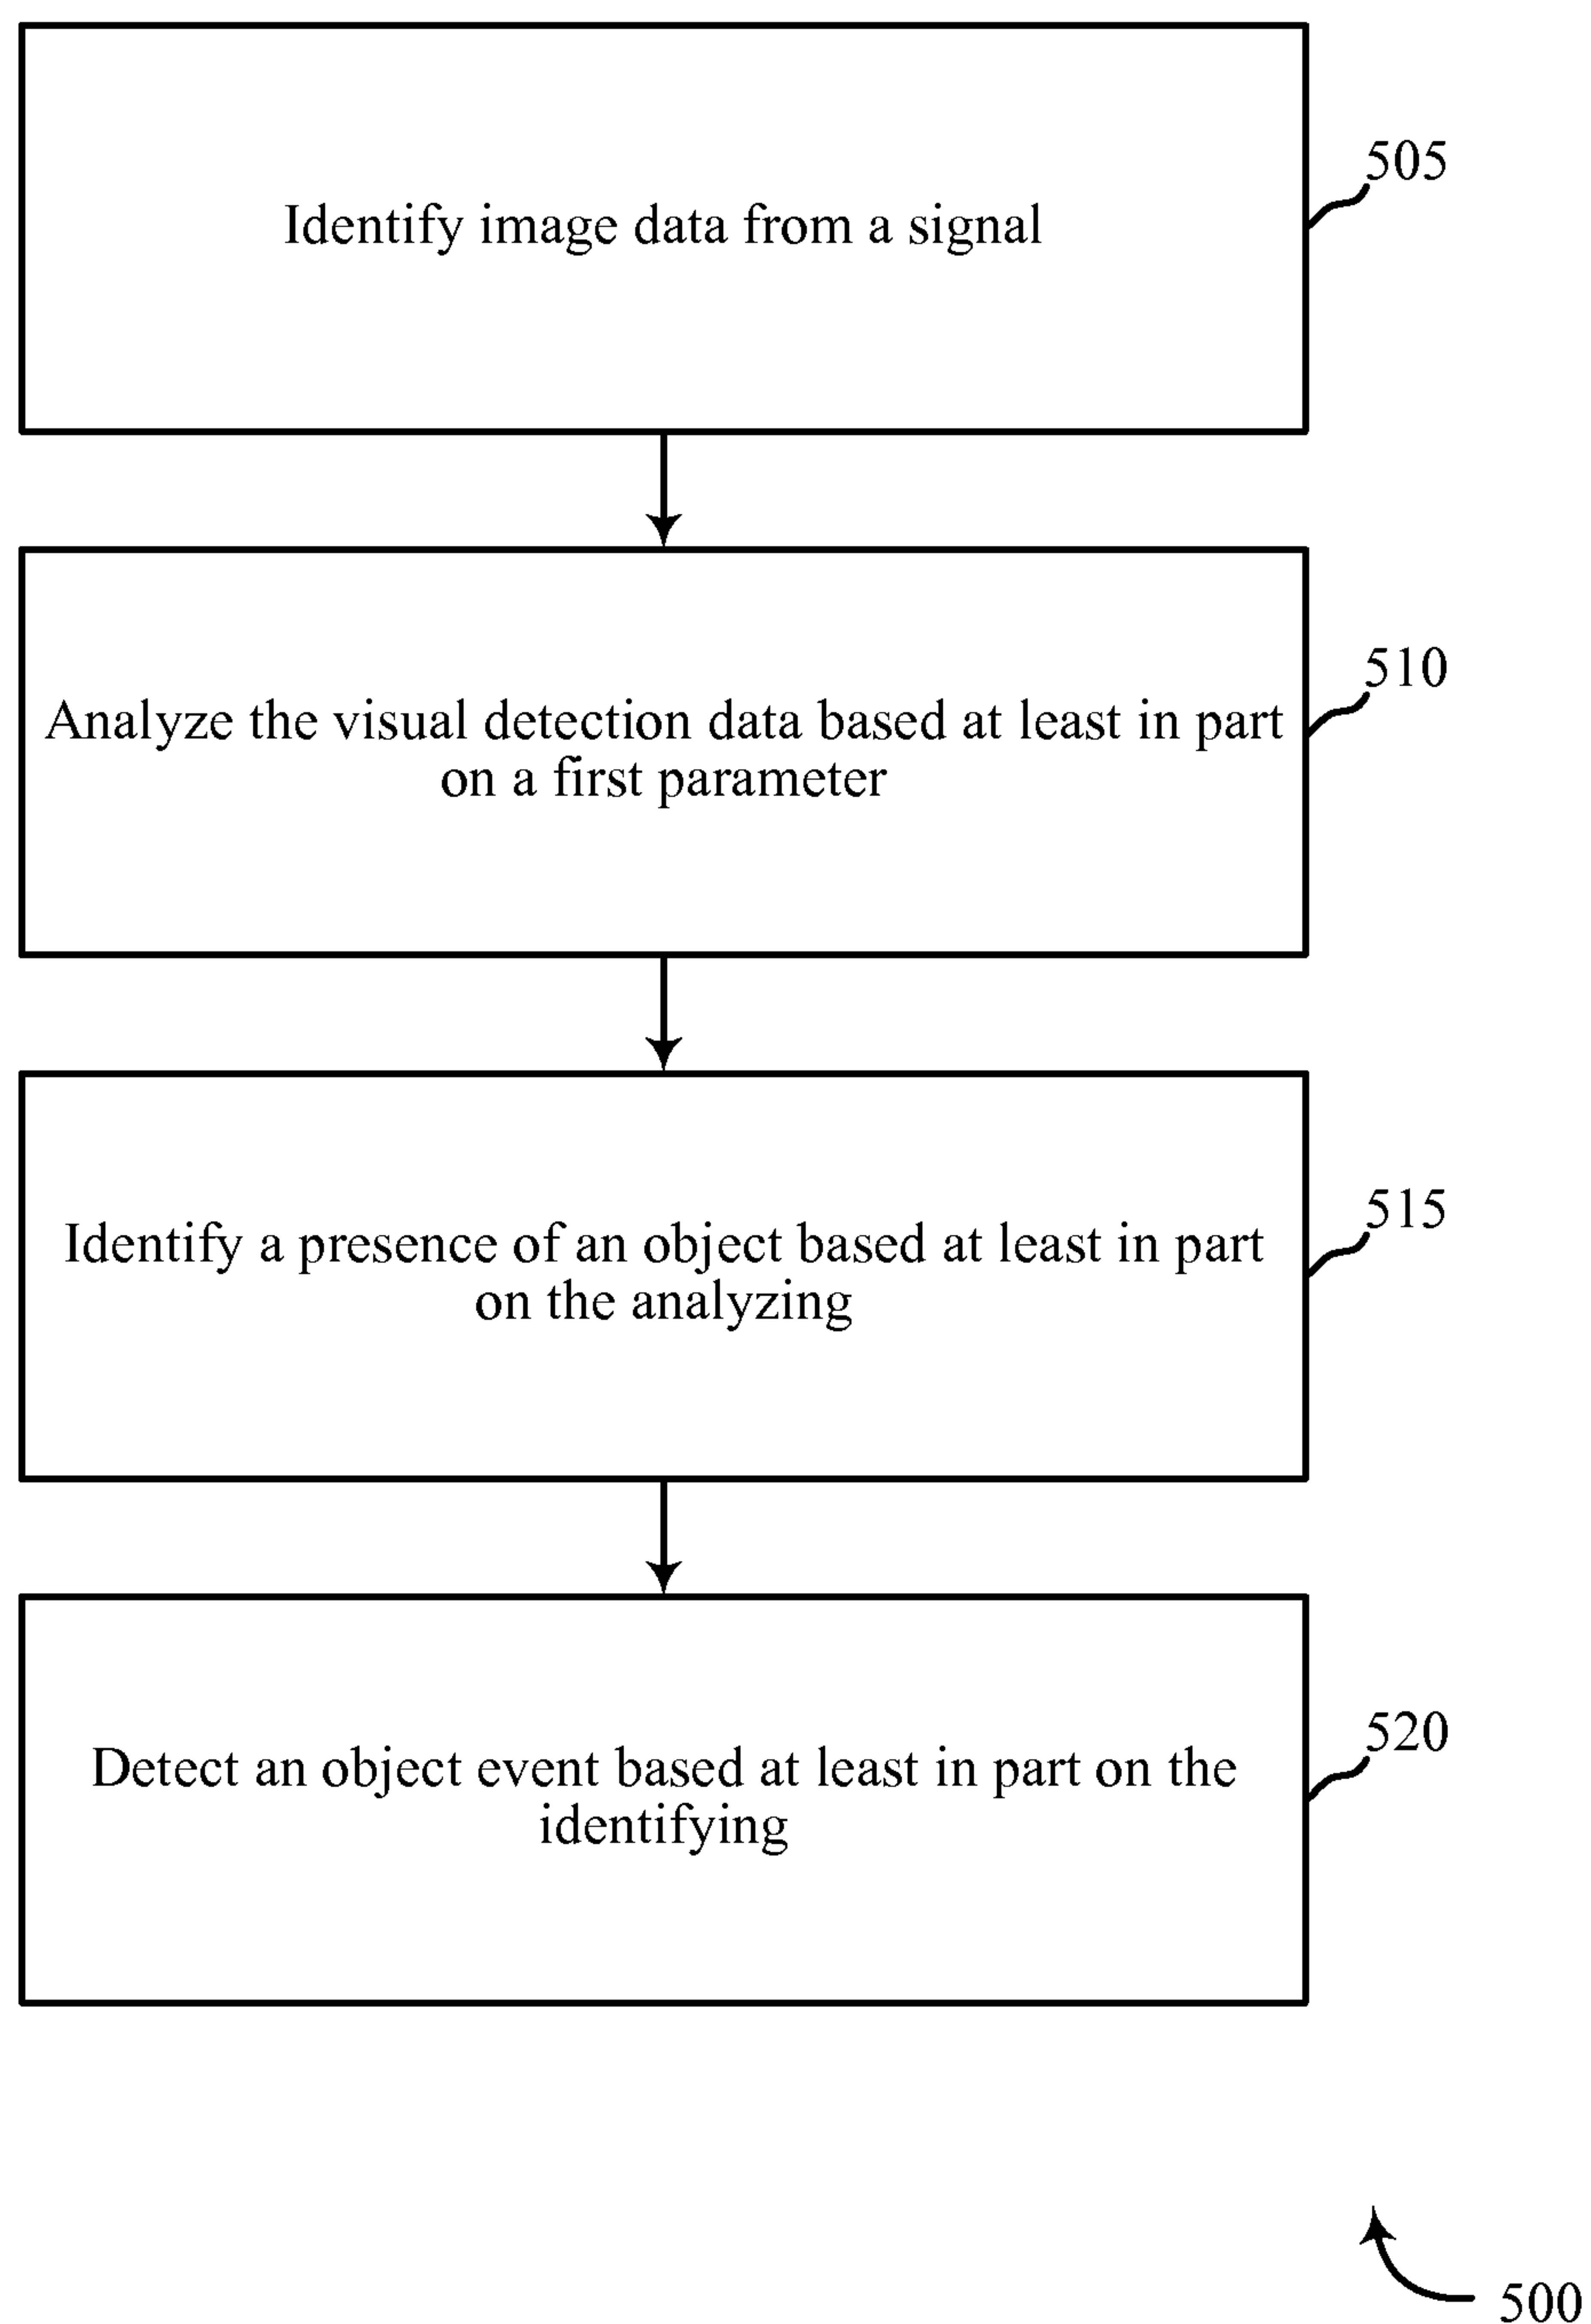 505
Identify image data from a signal
510
Analyze the visual detection data based at least in part
on a first parameter
515
Identify a presence of an object based at least in part
on the analyzing
520
Detect an object event based at least in part on the
identifying
500